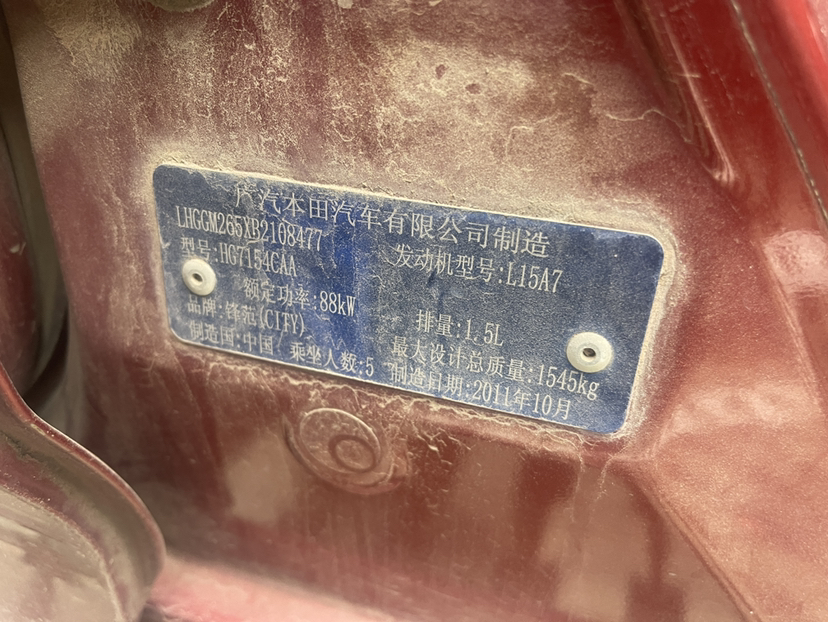 广汽本田汽车有限公司制造
LHGGM265XB2108477
型号:HG7154CAA 发动机型号:L15A7
额定功率:88kW 排量:1.5L
品牌:锋范(CITY) 最大设计总质量:1545kg
制造国:中国 乘坐人数:5 制造日期:2011年10月